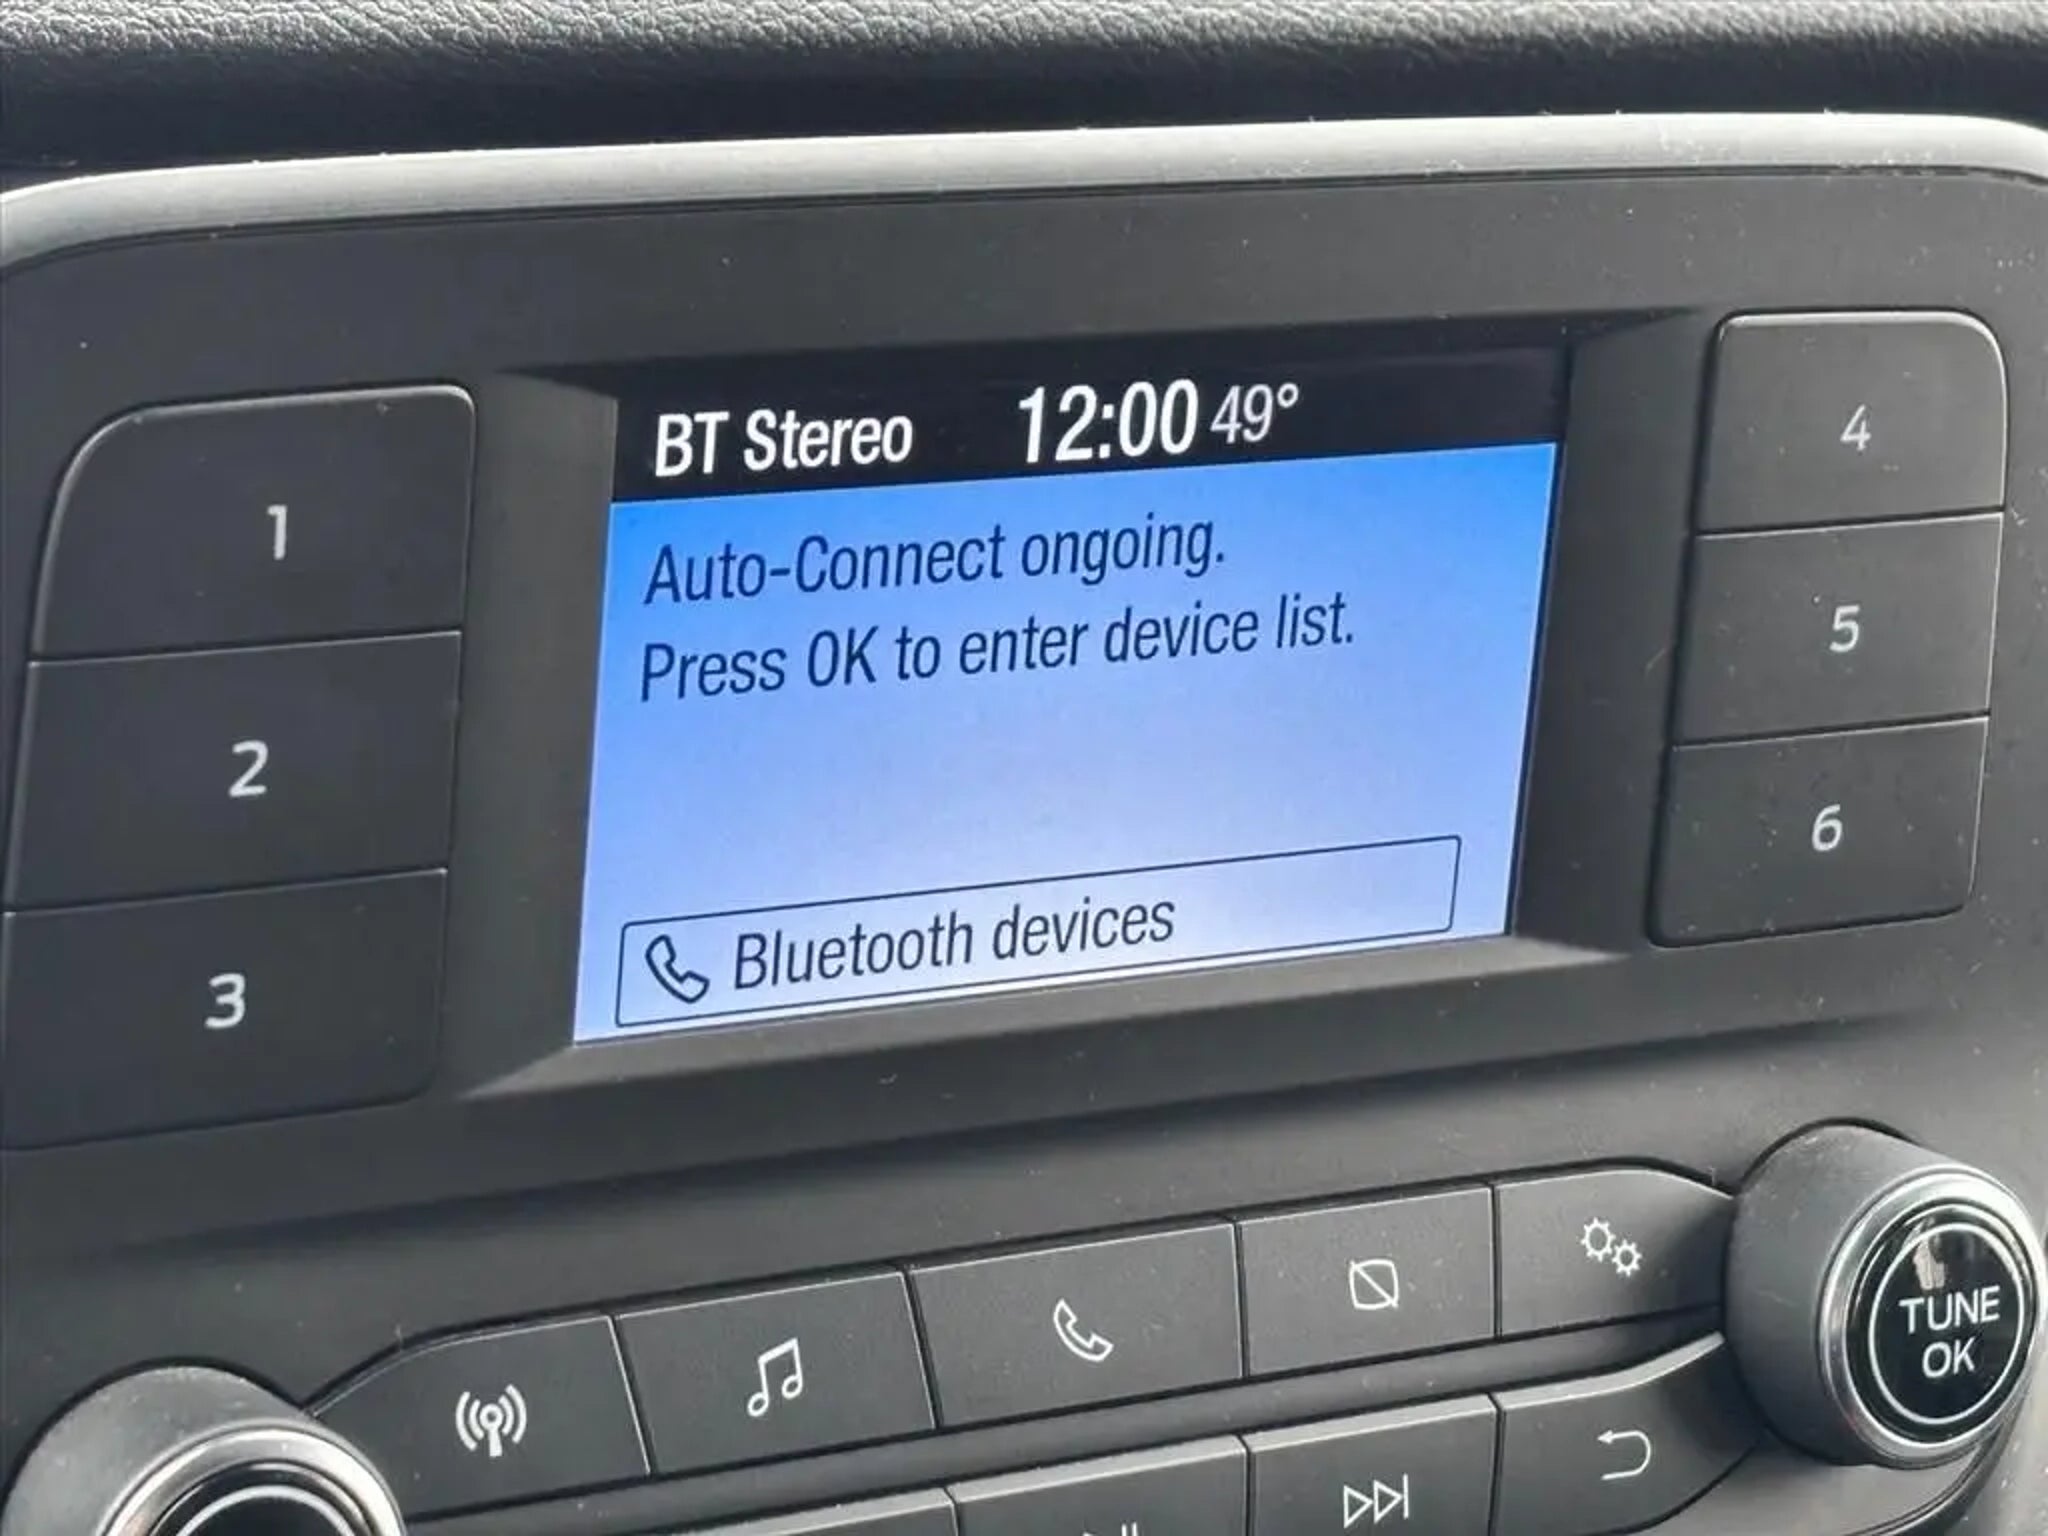 BT Stereo 12:00 49°
Auto-Connect ongoing.
Press OK to enter device list.
Bluetooth devices
1
2
3
4
5
6
TUNE
OK